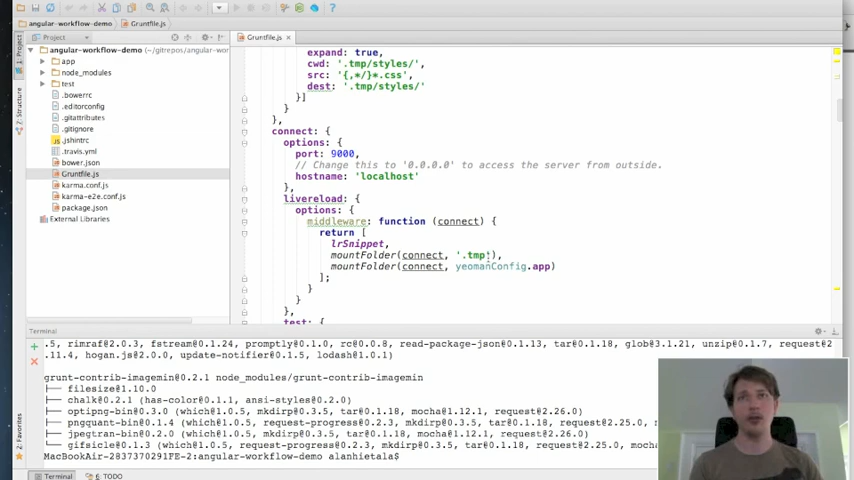 angular-workflow-demo Gruntfile.js
Project
Gruntfile.js
angular-workflow-demo (~/gitrepos/angular-wor
app
node_modules
test
.bowerrc
.editorconfig
.gitattributes
.gitignore
.jshintrc
.travis.yml
bower.json
Gruntfile.js
karma.conf.js
karma-e2e.conf.js
package.json
External Libraries
1: Project
7: Structure
2: Favorites
expand: true,
cwd: '.tmp/styles/',
src: '{,*/}*.css',
dest: '.tmp/styles/'
}]
}
},
connect: {
options: {
port: 9000,
// Change this to '0.0.0.0' to access the server from outside.
hostname: 'localhost'
},
livereload: {
options: {
middleware: function (connect) {
return [
lrSnippet,
mountFolder(connect, '.tmp'),
mountFolder(connect, yeomanConfig.app)
];
}
}
},
test: {
Terminal
.5, rimraf@2.0.3, fstream@0.1.24, promptly@0.1.0, rc@0.0.8, read-package-json@0.1.13, tar@0.1.18, glob@3.1.21, unzip@0.1.7, request@2
.11.4, hogan.js@2.0.0, update-notifier@0.1.5, lodash@1.0.1)
grunt-contrib-imagemin@0.2.1 node_modules/grunt-contrib-imagemin
├── filesize@1.10.0
├── chalk@0.2.1 (has-color@0.1.1, ansi-styles@0.2.0)
├── optipng-bin@0.3.0 (which@1.0.5, mkdirp@0.3.5, tar@0.1.18, mocha@1.12.1, request@2.26.0)
├── pngquant-bin@0.1.4 (which@1.0.5, request-progress@0.2.3, mkdirp@0.3.5, tar@0.1.18, request@2.25.0, m
├── jpegtran-bin@0.2.0 (which@1.0.5, mkdirp@0.3.5, tar@0.1.18, mocha@1.12.1, request@2.26.0)
└── gifsicle@0.1.3 (which@1.0.5, request-progress@0.2.3, mkdirp@0.3.5, tar@0.1.18, request@2.25.0, mocha
MacBookAir-2837370291FE-2:angular-workflow-demo alanhietala$
Terminal 6: TODO